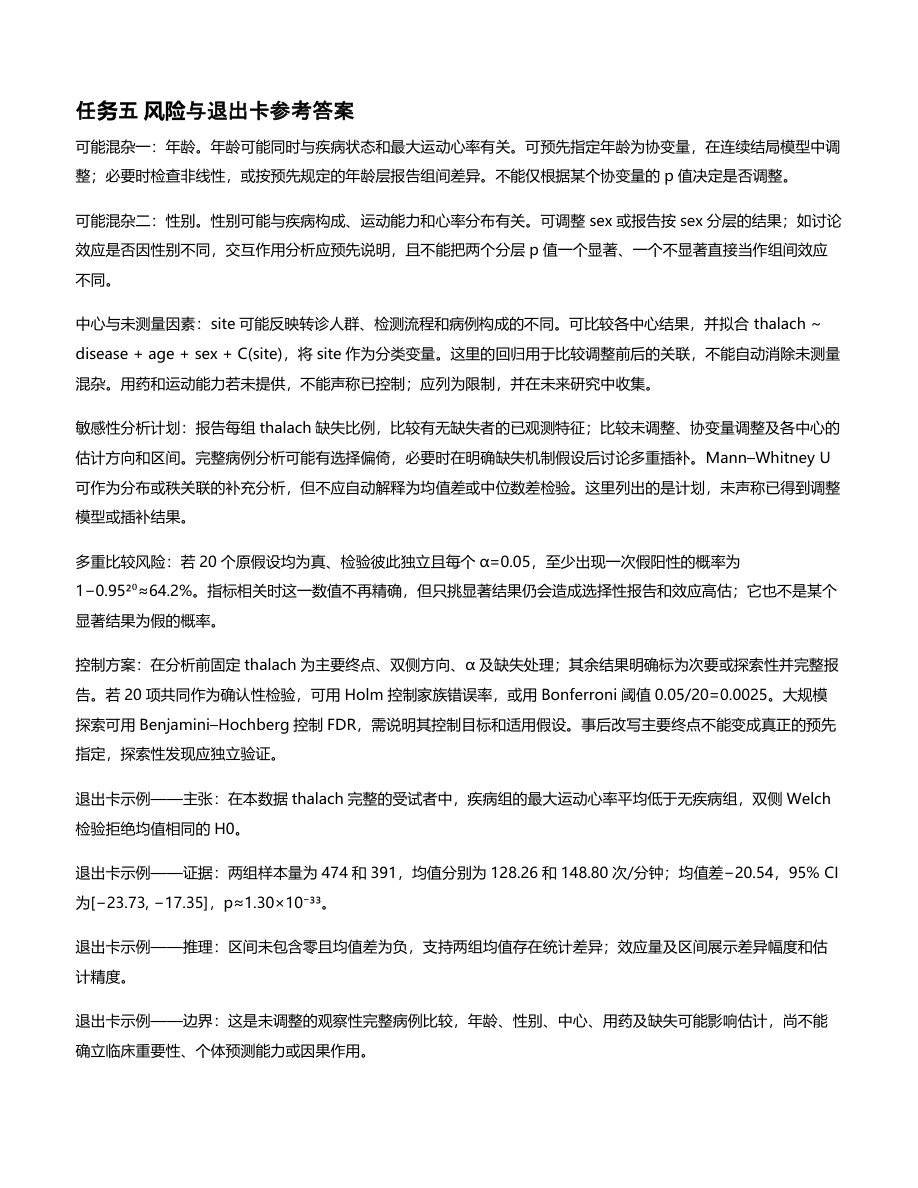 任务五 风险与退出卡参考答案
可能混杂一：年龄。年龄可能同时与疾病状态和最大运动心率有关。可预先指定年龄为协变量，在连续结局模型中调
整；必要时检查非线性，或按预先规定的年龄层报告组间差异。不能仅根据某个协变量的 p 值决定是否调整。
可能混杂二：性别。性别可能与疾病构成、运动能力和心率分布有关。可调整 sex 或报告按 sex 分层的结果；如讨论
效应是否因性别不同，交互作用分析应预先说明，且不能把两个分层 p 值一个显著、一个不显著直接当作组间效应
不同。
中心与未测量因素：site 可能反映转诊人群、检测流程和病例构成的不同。可比较各中心结果，并拟合 thalach ~
disease + age + sex + C(site)，将 site 作为分类变量。这里的回归用于比较调整前后的关联，不能自动消除未测量
混杂。用药和运动能力若未提供，不能声称已控制；应列为限制，并在未来研究中收集。
敏感性分析计划：报告每组 thalach 缺失比例，比较有无缺失者的已观测特征；比较未调整、协变量调整及各中心的
估计方向和区间。完整病例分析可能有选择偏倚，必要时在明确缺失机制假设后讨论多重插补。Mann–Whitney U
可作为分布或秩关联的补充分析，但不应自动解释为均值差或中位数差检验。这里列出的是计划，未声称已得到调整
模型或插补结果。
多重比较风险：若 20 个原假设均为真、检验彼此独立且每个 α=0.05，至少出现一次假阳性的概率为
1−0.95²⁰≈64.2%。指标相关时这一数值不再精确，但只挑显著结果仍会造成选择性报告和效应高估；它也不是某个
显著结果为假的概率。
控制方案：在分析前固定 thalach 为主要终点、双侧方向、α 及缺失处理；其余结果明确标为次要或探索性并完整报
告。若 20 项共同作为确认性检验，可用 Holm 控制家族错误率，或用 Bonferroni 阈值 0.05/20=0.0025。大规模
探索可用 Benjamini–Hochberg 控制 FDR，需说明其控制目标和适用假设。事后改写主要终点不能变成真正的预先
指定，探索性发现应独立验证。
退出卡示例——主张：在本数据 thalach 完整的受试者中，疾病组的最大运动心率平均低于无疾病组，双侧 Welch
检验拒绝均值相同的 H0。
退出卡示例——证据：两组样本量为 474 和 391，均值分别为 128.26 和 148.80 次/分钟；均值差−20.54，95% CI
为[−23.73, −17.35]，p≈1.30×10⁻³³。
退出卡示例——推理：区间未包含零且均值差为负，支持两组均值存在统计差异；效应量及区间展示差异幅度和估
计精度。
退出卡示例——边界：这是未调整的观察性完整病例比较，年龄、性别、中心、用药及缺失可能影响估计，尚不能
确立临床重要性、个体预测能力或因果作用。